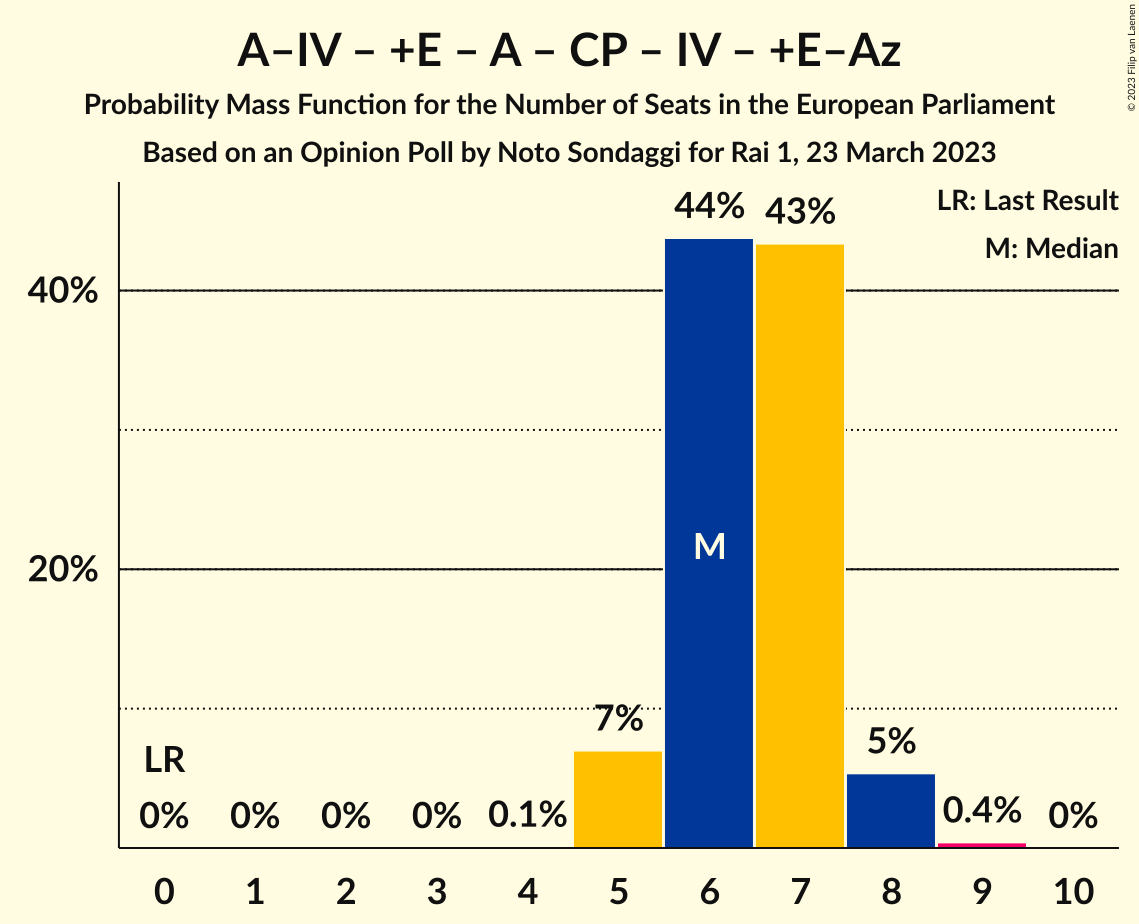 A–IV – +E – A – CP – IV – +E–Az
Probability Mass Function for the Number of Seats in the European Parliament
Based on an Opinion Poll by Noto Sondaggi for Rai 1, 23 March 2023
© 2023 Filip van Laenen
LR: Last Result
M: Median
44%
43%
40%
M
20%
7%
5%
LR
0%
0%
0%
0%
0.1%
0.4%
0%
0 1 2 3 4 5 6 7 8 9 10